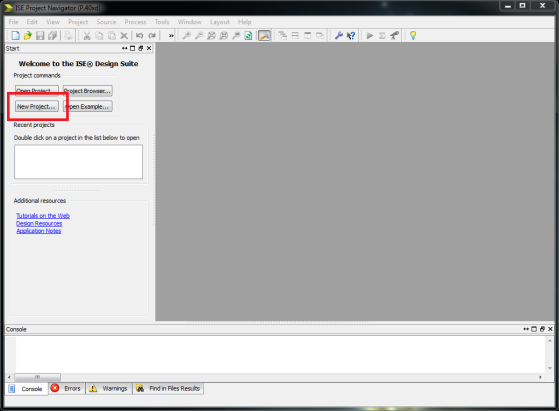 ISE Project Navigator (P.40xd)
File Edit View Project Source Process Tools Window Layout Help
Start
Welcome to the ISE® Design Suite
Project commands
Open Project... Project Browser...
New Project... Open Example...
Recent projects
Double click on a project in the list below to open
Additional resources
Tutorials on the Web
Design Resources
Application Notes
Console
Console Errors Warnings Find in Files Results